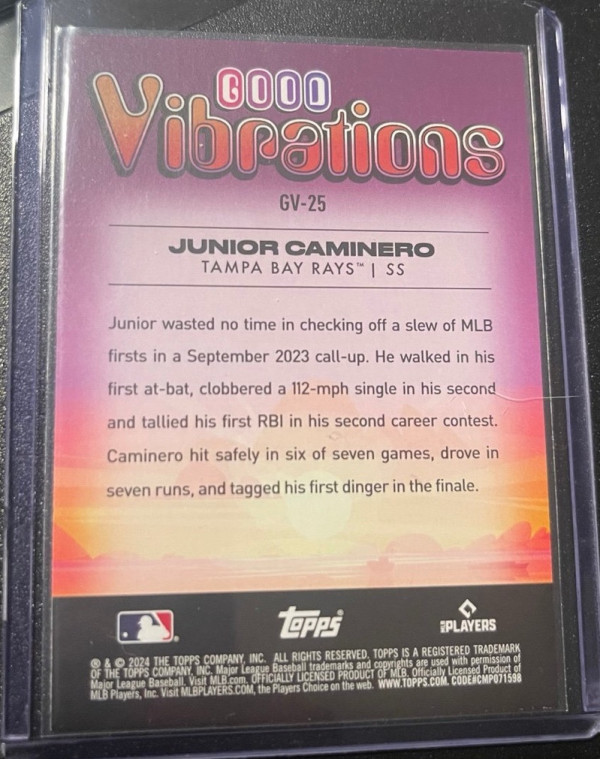 GOOD
Vibrations
GV-25
JUNIOR CAMINERO
TAMPA BAY RAYS™ | SS
Junior wasted no time in checking off a slew of MLB
firsts in a September 2023 call-up. He walked in his
first at-bat, clobbered a 112-mph single in his second
and tallied his first RBI in his second career contest.
Caminero hit safely in six of seven games, drove in
seven runs, and tagged his first dinger in the finale.
Topps
MLB PLAYERS
® & © 2024 THE TOPPS COMPANY, INC. ALL RIGHTS RESERVED. TOPPS IS A REGISTERED TRADEMARK
OF THE TOPPS COMPANY, INC. Major League Baseball trademarks and copyrights are used with permission of
Major League Baseball. Visit MLB.com. OFFICIALLY LICENSED PRODUCT OF MLB. Officially Licensed Product of
MLB Players, Inc. Visit MLBPLAYERS.COM, the Players Choice on the web. WWW.TOPPS.COM. CODE#CMP071598